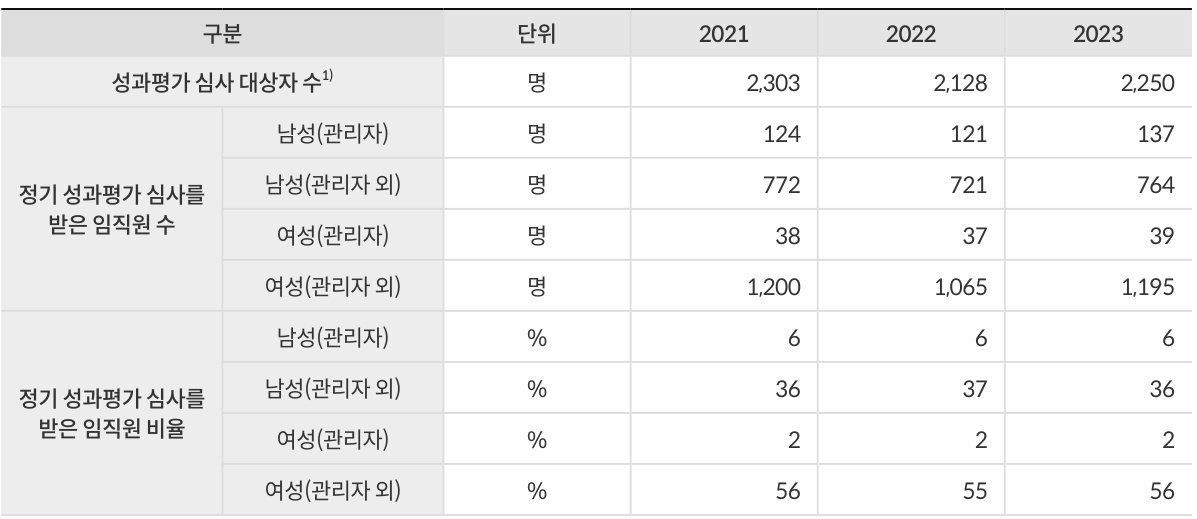 구분 단위 2021 2022 2023
성과평가 심사 대상자 수1) 명 2,303 2,128 2,250
정기 성과평가 심사를
받은 임직원 수
남성(관리자) 명 124 121 137
남성(관리자 외) 명 772 721 764
여성(관리자) 명 38 37 39
여성(관리자 외) 명 1,200 1,065 1,195
정기 성과평가 심사를
받은 임직원 비율
남성(관리자) % 6 6 6
남성(관리자 외) % 36 37 36
여성(관리자) % 2 2 2
여성(관리자 외) % 56 55 56